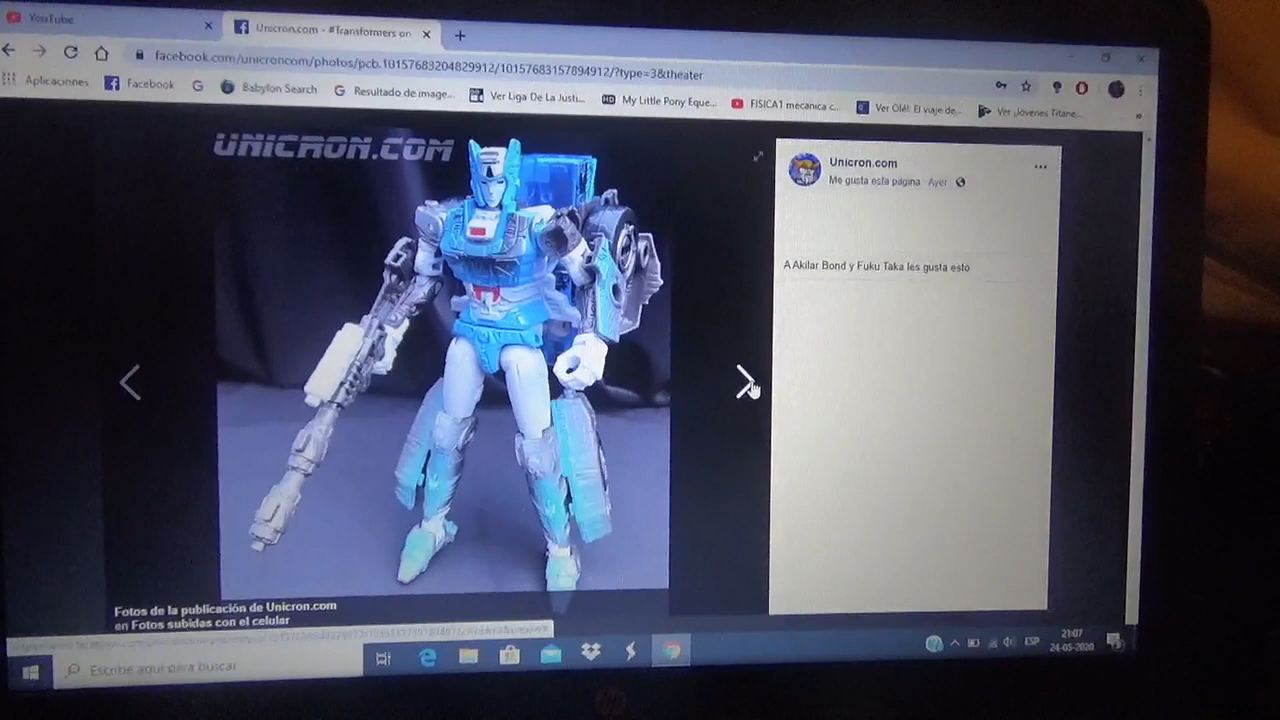 YouTube
Unicron.com - #Transformers on
facebook.com/unicroncom/photos/pcb.10157683204829912/10157683157894912/?type=3&theater
Aplicaciones
Facebook
Babylon Search
Resultado de image...
Ver Liga De La Justi...
HD
My Little Pony Eque...
FISICA1 mecanica c...
Ver Olé! El viaje de...
Ver Jóvenes Titane...
UNICRON.COM
Unicron.com
Me gusta esta página Ayer
A Akilar Bond y Fuku Taka les gusta esto
Fotos de la publicación de Unicron.com
en Fotos subidas con el celular
Escribe aquí para buscar
ESP
21:07
24-05-2020